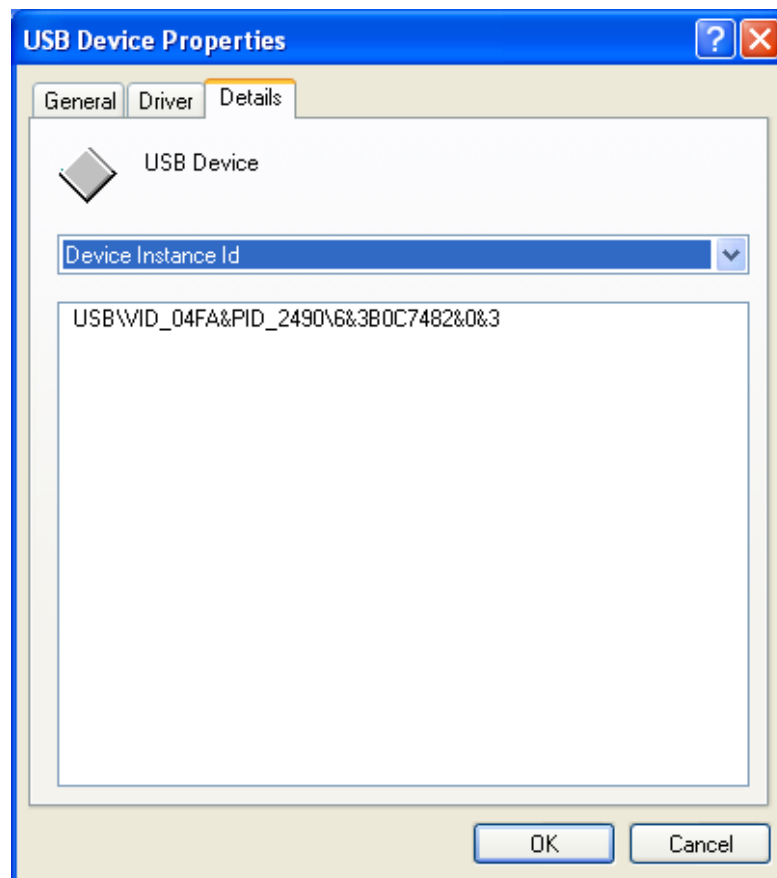 USB Device Properties
General Driver Details
USB Device
Device Instance Id
USB\VID_04FA&PID_2490\6&3B0C7482&0&3
OK Cancel